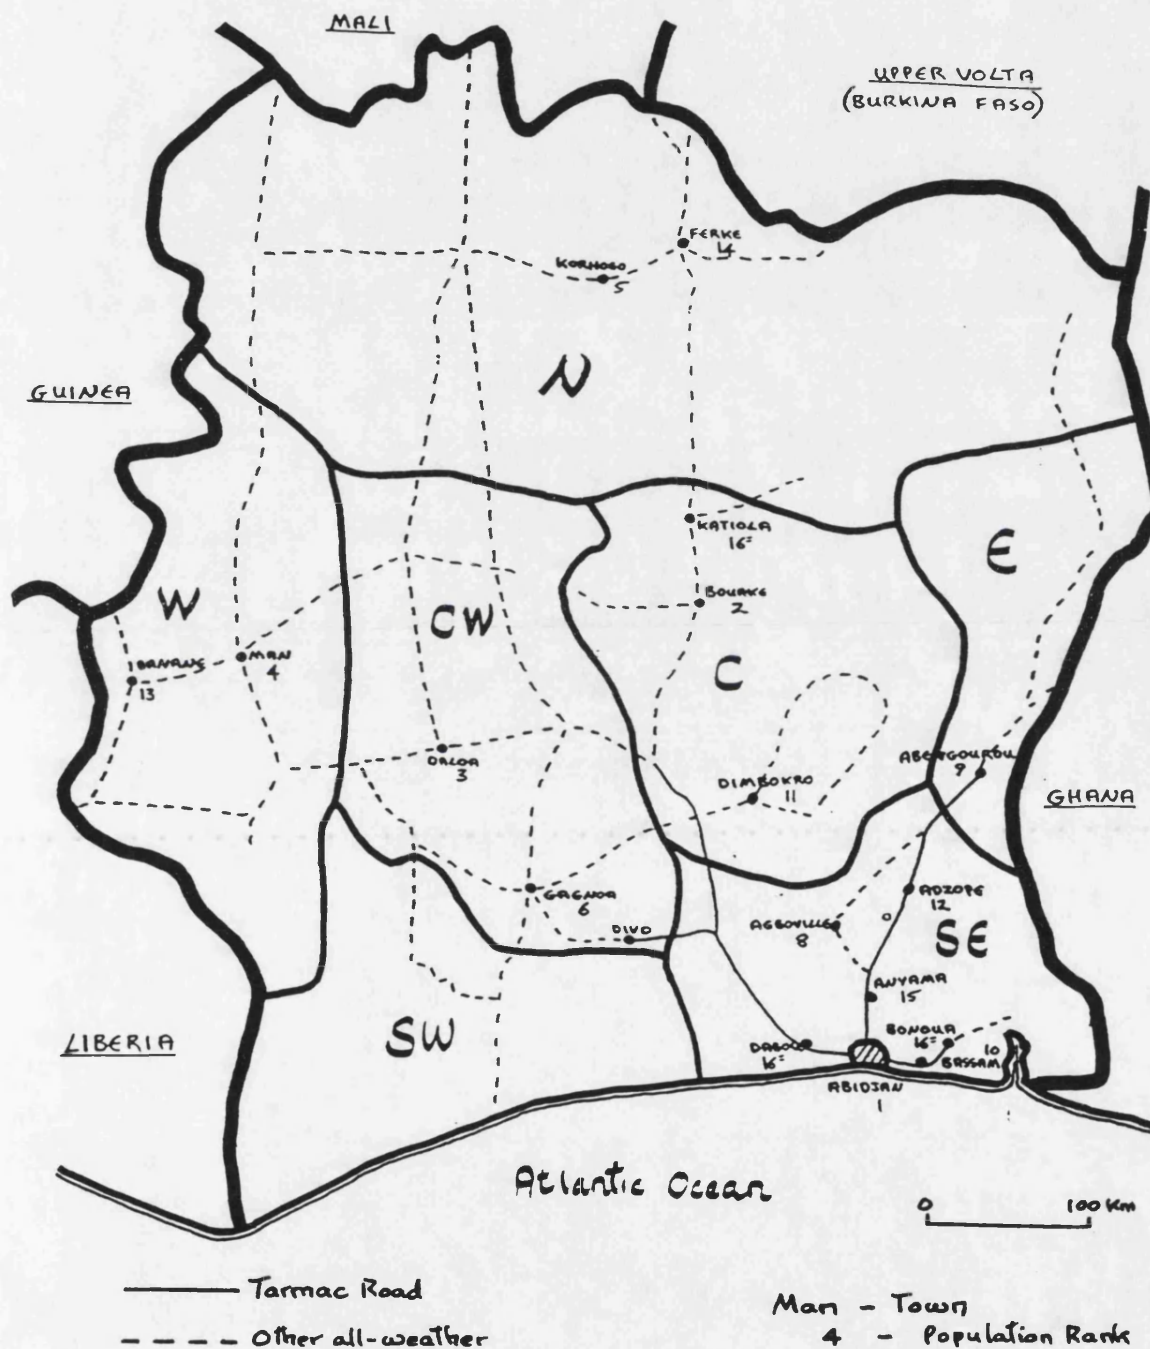 MALI
UPPER VOLTA
(BURKINA FASO)
FERKE
14
KORHOGO
5
N
GUINEA
KATIOLA
16=
E
W
BOUAKE
2
CW
C
MAN
4
DANANE
13
DALOA
3
ABENGOUROU
9
DIMBOKRO
11
GHANA
GAGNOA
6
ADZOPE
12
AGBOVILLE
8
DIVO
SE
ANYAMA
15
LIBERIA
SW
BONOUA
16=
DABOU
16=
10
BASSAM
ABIDJAN
1
Atlantic Ocean
0 100 Km
Tarmac Road
Man - Town
Other all-weather
4 - Population Rank